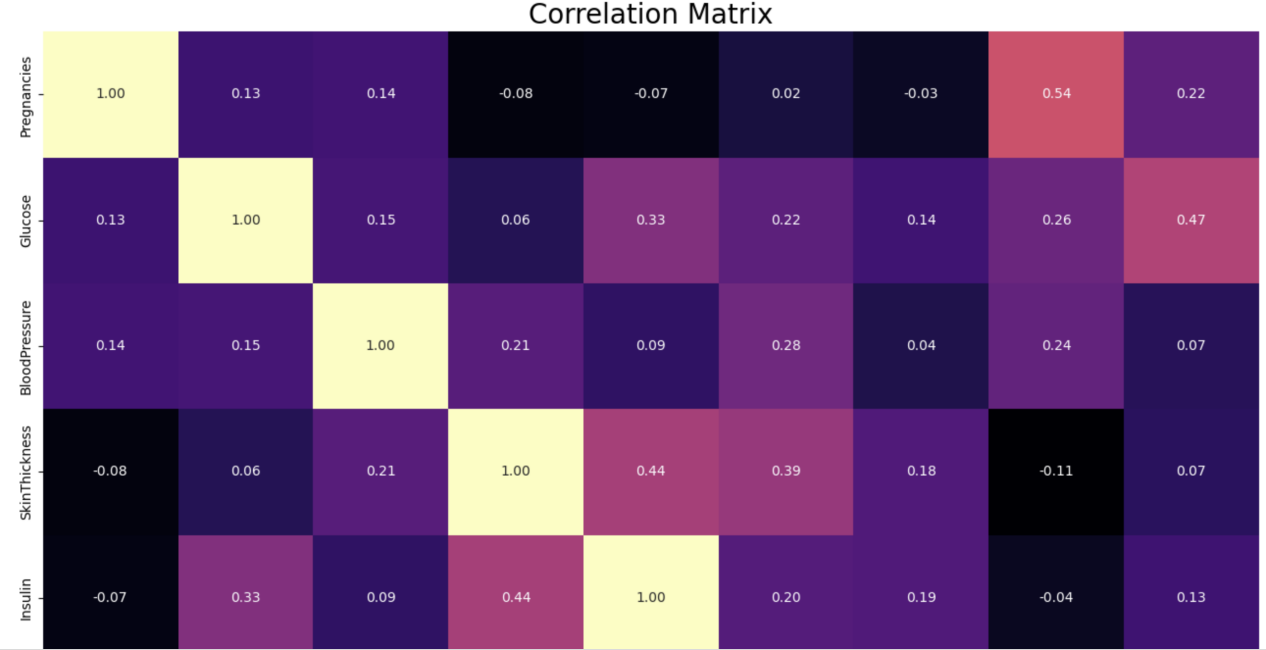 Correlation Matrix
Pregnancies 1.00 0.13 0.14 -0.08 -0.07 0.02 -0.03 0.54 0.22
Glucose 0.13 1.00 0.15 0.06 0.33 0.22 0.14 0.26 0.47
BloodPressure 0.14 0.15 1.00 0.21 0.09 0.28 0.04 0.24 0.07
SkinThickness -0.08 0.06 0.21 1.00 0.44 0.39 0.18 -0.11 0.07
Insulin -0.07 0.33 0.09 0.44 1.00 0.20 0.19 -0.04 0.13